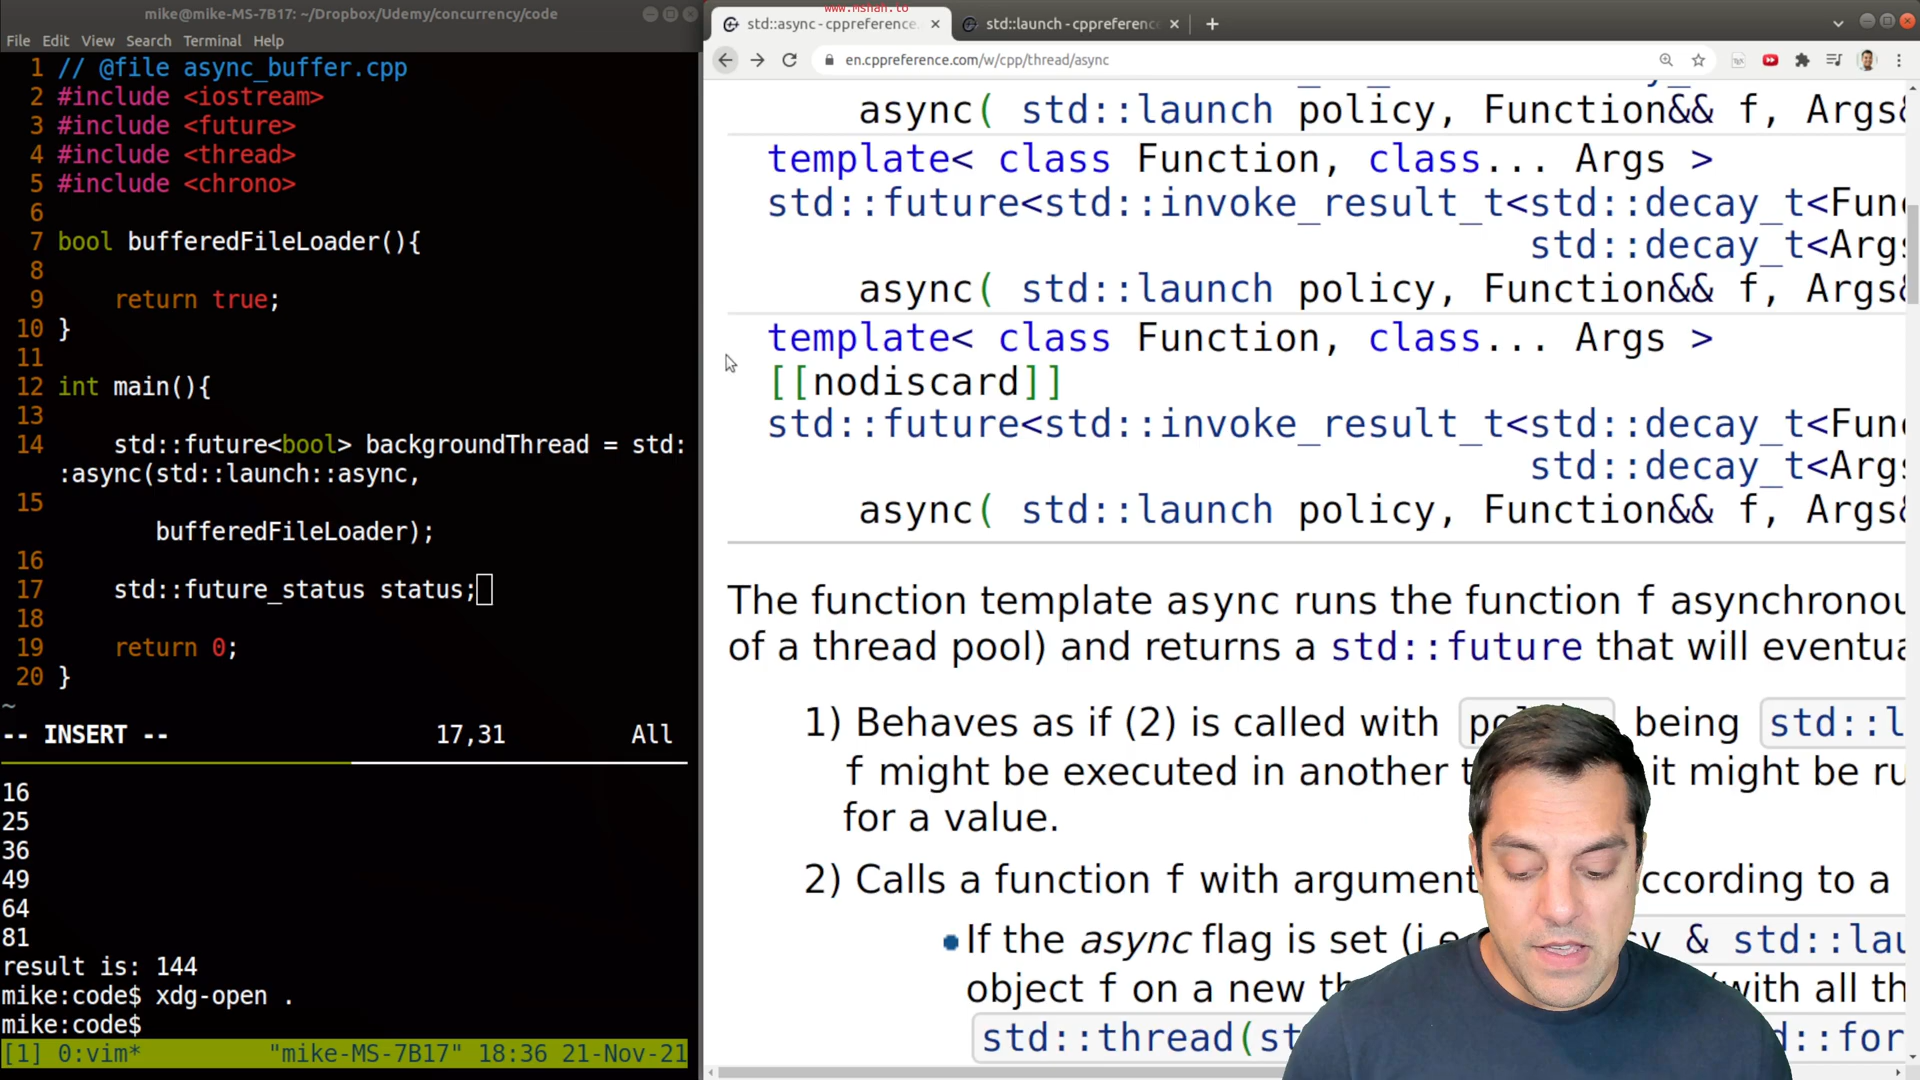 mike@mike-MS-7B17: ~/Dropbox/Udemy/concurrency/code
File Edit View Search Terminal Help
1 // @file async_buffer.cpp
2 #include <iostream>
3 #include <future>
4 #include <thread>
5 #include <chrono>
6
7 bool bufferedFileLoader(){
8
9 return true;
10 }
11
12 int main(){
13
14 std::future<bool> backgroundThread = std:
:async(std::launch::async,
15
bufferedFileLoader);
16
17 std::future_status status;
18
19 return 0;
20 }
~
-- INSERT -- 17,31 All
16
25
36
49
64
81
result is: 144
mike:code$ xdg-open .
mike:code$
[1] 0:vim* "mike-MS-7B17" 18:36 21-Nov-21
www.mshah.io
std::async - cppreference. std::launch - cppreference
en.cppreference.com/w/cpp/thread/async
async( std::launch policy, Function&& f, Args&
template< class Function, class... Args >
std::future<std::invoke_result_t<std::decay_t<Func
std::decay_t<Args
async( std::launch policy, Function&& f, Args&
template< class Function, class... Args >
[[nodiscard]]
std::future<std::invoke_result_t<std::decay_t<Func
std::decay_t<Args
async( std::launch policy, Function&& f, Args&
The function template async runs the function f asynchronou
of a thread pool) and returns a std::future that will eventua
1) Behaves as if (2) is called with being std::l
f might be executed in another it might be ru
for a value.
2) Calls a function f with argument ccording to a
If the async flag is set (i & std::lau
object f on a new with all th
std::thread(st ::for